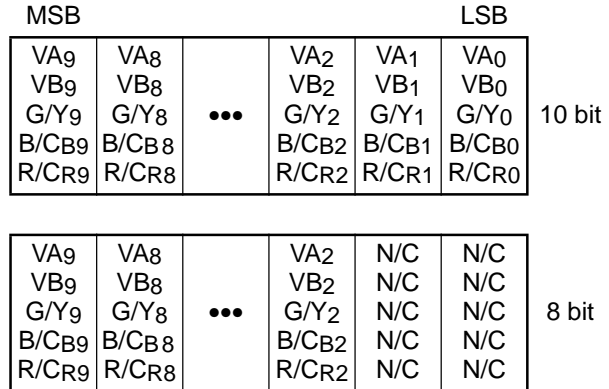 MSB LSB
VA9 VA8 VA2 VA1 VA0
VB9 VB8 VB2 VB1 VB0
G/Y9 G/Y8 ••• G/Y2 G/Y1 G/Y0 10 bit
B/CB9 B/CB8 B/CB2 B/CB1 B/CB0
R/CR9 R/CR8 R/CR2 R/CR1 R/CR0
VA9 VA8 VA2 N/C N/C
VB9 VB8 VB2 N/C N/C
G/Y9 G/Y8 ••• G/Y2 N/C N/C 8 bit
B/CB9 B/CB8 B/CB2 N/C N/C
R/CR9 R/CR8 R/CR2 N/C N/C